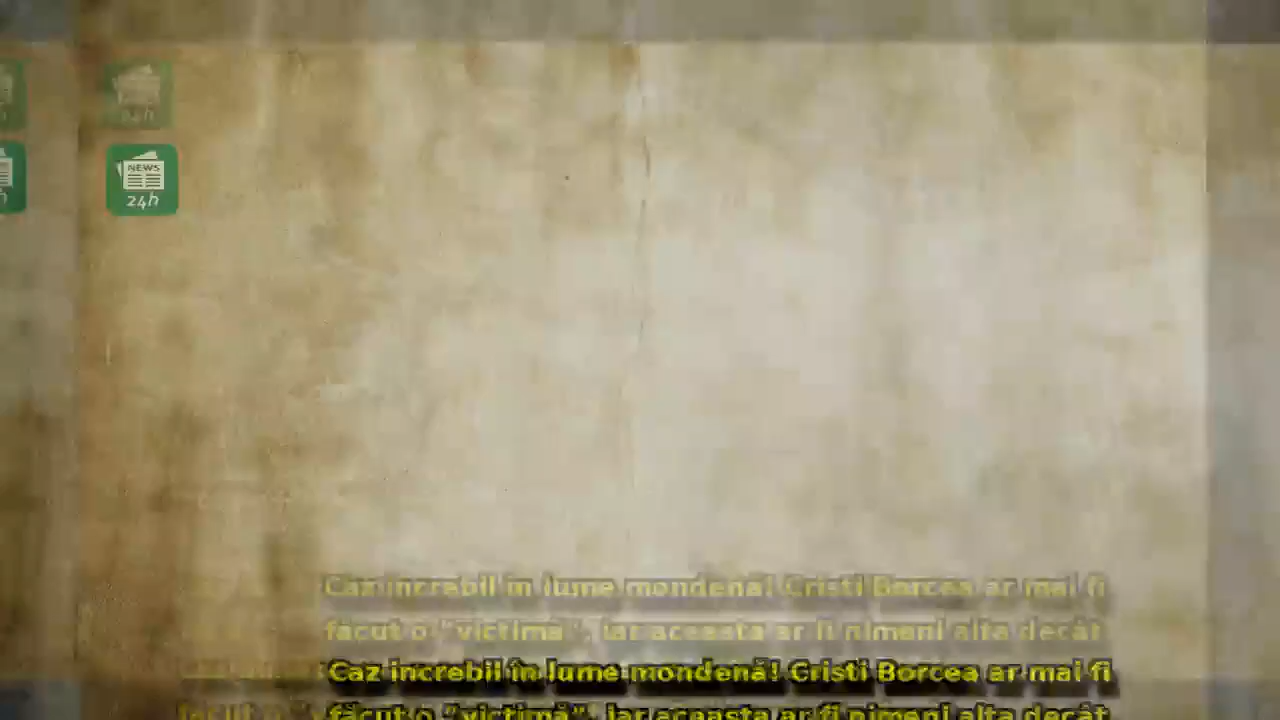 NEWS
24h
Caz increbil în lume mondenă! Cristi Borcea ar mai fi
făcut o "victimă", iar aceasta ar fi nimeni alta decât
Caz increbil în lume mondenă! Cristi Borcea ar mai fi
făcut o "victimă", iar aceasta ar fi nimeni alta decât